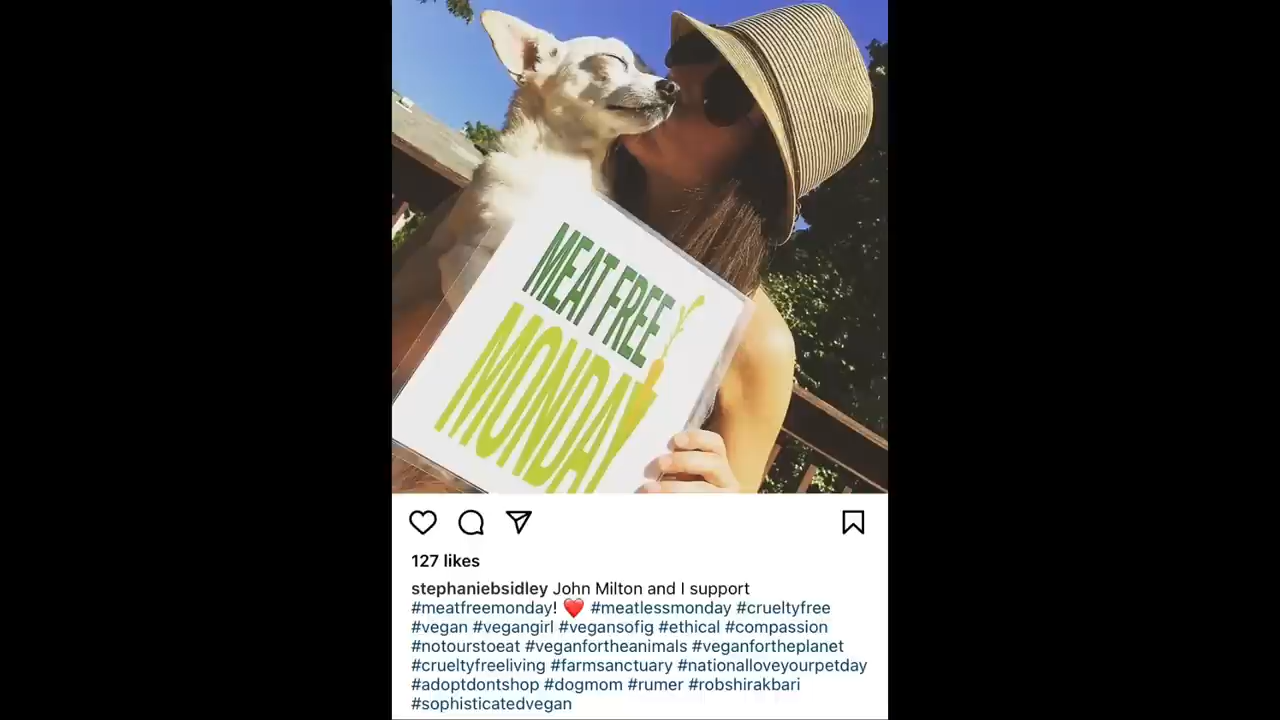 MEAT FREE
MONDAY
127 likes
stephaniebsidley John Milton and I support
#meatfreemonday! ❤️ #meatlessmonday #crueltyfree
#vegan #vegangirl #vegansofig #ethical #compassion
#notourstoeat #veganfortheanimals #veganfortheplanet
#crueltyfreeliving #farmsanctuary #nationalloveyourpetday
#adoptdontshop #dogmom #rumer #robshirakbari
#sophisticatedvegan